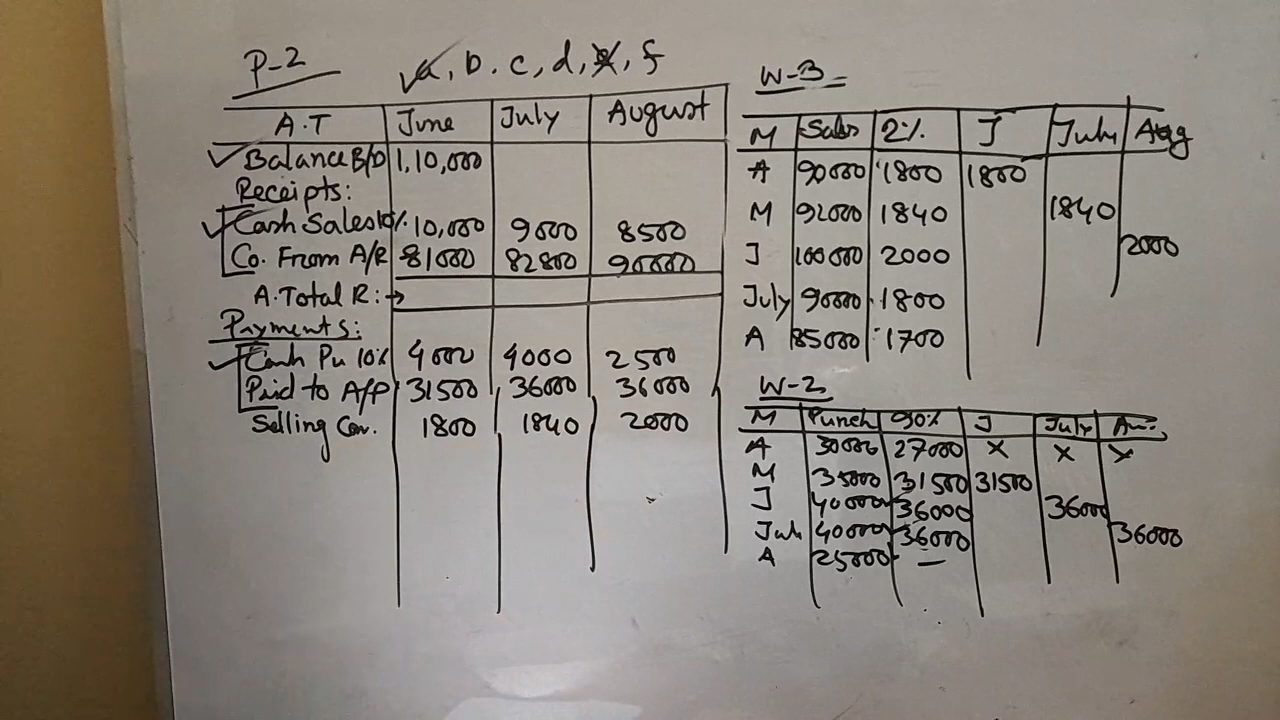 P-2
a, b. c, d, e, f
A.T June July August
Balance B/D 1,10,000
Receipts:
Cash Sales 10% 10,000 9000 8500
Co. From A/R 81000 82800 90000
A. Total R: →
Payments:
Cash Pu 10% 4000 4000 2500
Paid to A/P 31500 36000 36000
Selling Com. 1800 1840 2000
W-3
M Sales 2% J July Aug
A 90000 1800 1800
M 92000 1840 1840
J 100000 2000 2000
July 90000 1800
A 85000 1700
W-2
M Purch 90% J July Au:
A 30000 27000 x x x
M 35000 31500 31500
J 40000 36000 36000
July 40000 36000 36000
A 25000 —